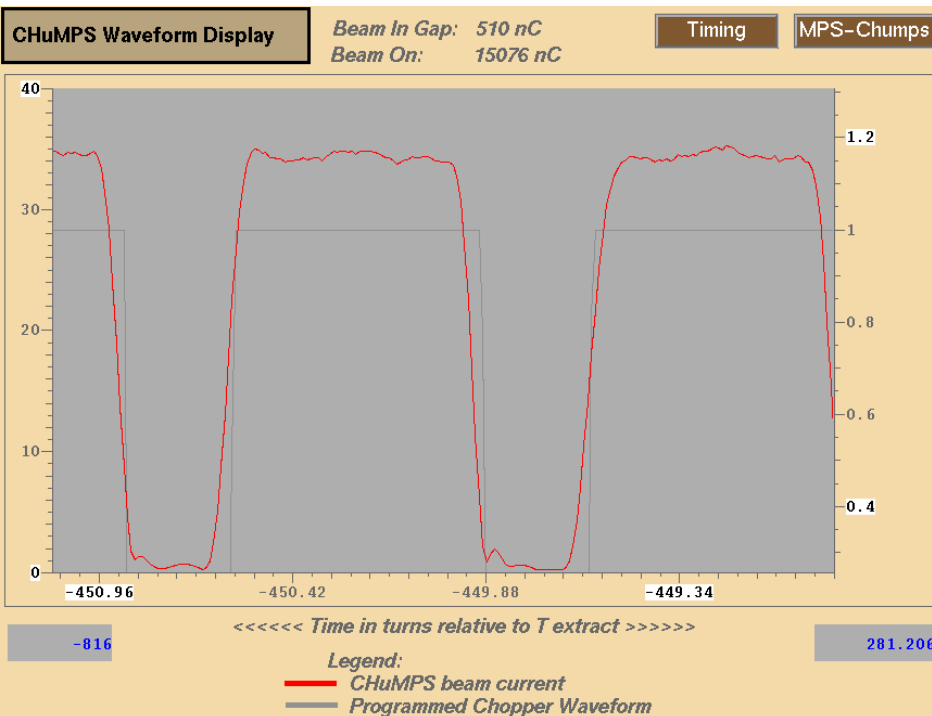 CHuMPS Waveform Display
Beam In Gap: 510 nC
Beam On: 15076 nC
Timing
MPS-Chumps
40
30
20
10
0
1.2
1
0.8
0.6
0.4
-450.96 -450.42 -449.88 -449.34
<<<<<< Time in turns relative to T extract >>>>>>
-816
281.206
Legend:
CHuMPS beam current
Programmed Chopper Waveform